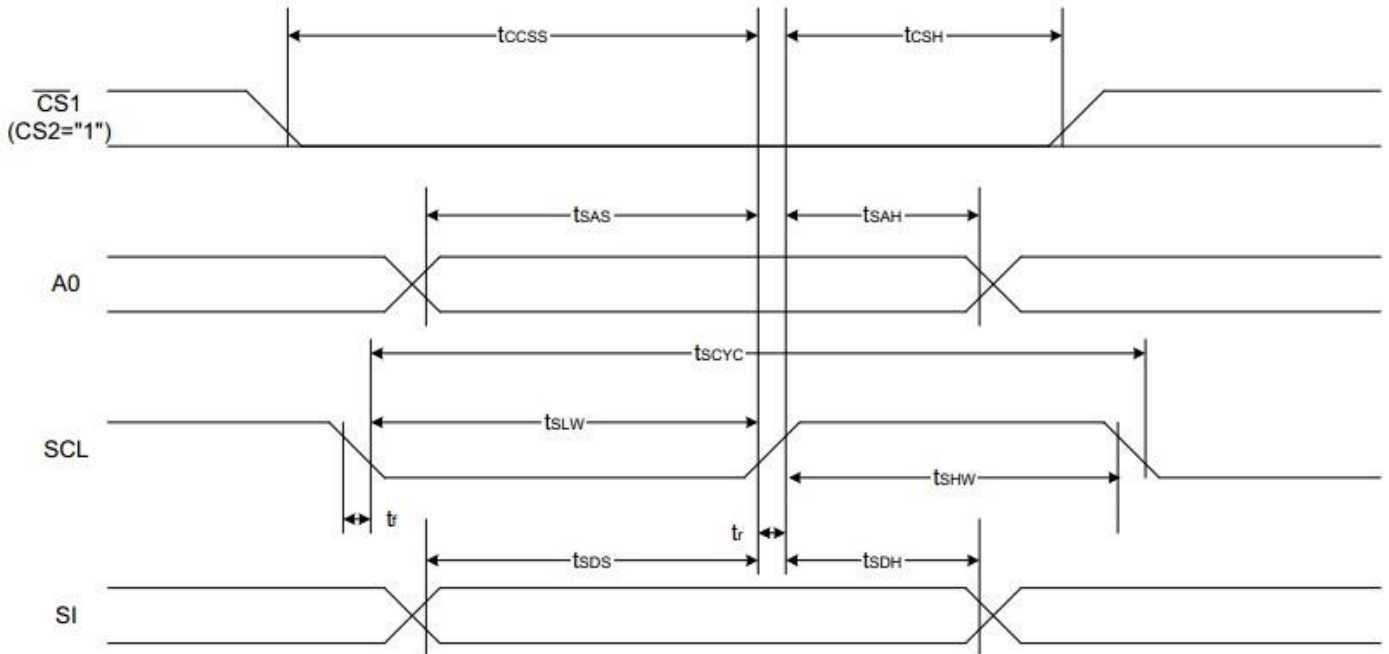 tCCSS
tCSH
CS1
(CS2="1")
tSAS
tSAH
A0
tSCYC
tSLW
SCL
tSHW
tf
tr
tSDS
tSDH
SI